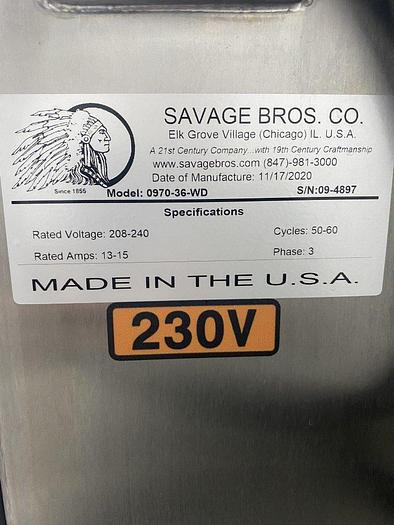 SAVAGE BROS. CO.
Elk Grove Village (Chicago) IL. U.S.A.
A 21st Century Company...with 19th Century Craftmanship
www.savagebros.com (847)-981-3000
Date of Manufacture: 11/17/2020
Since 1855
Model: 0970-36-WD
S/N:09-4897
Specifications
Rated Voltage: 208-240
Cycles: 50-60
Rated Amps: 13-15
Phase: 3
MADE IN THE U.S.A.
230V